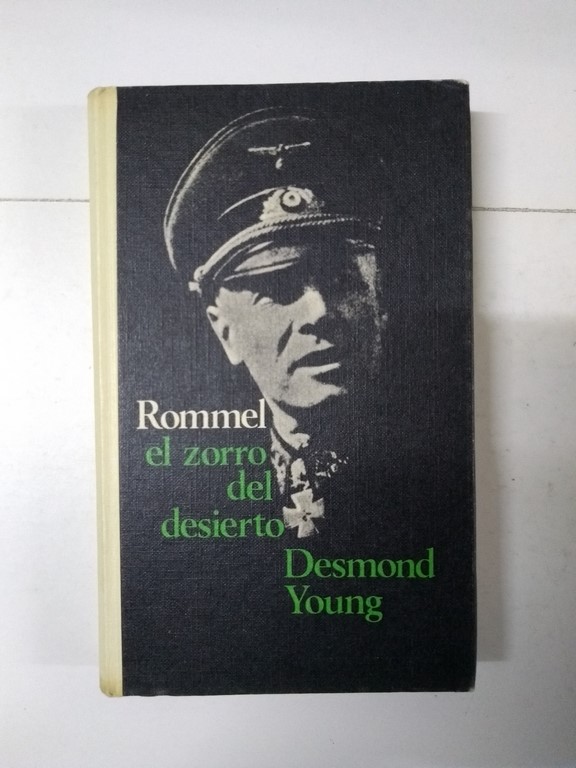 Rommel
el zorro
del
desierto
Desmond
Young